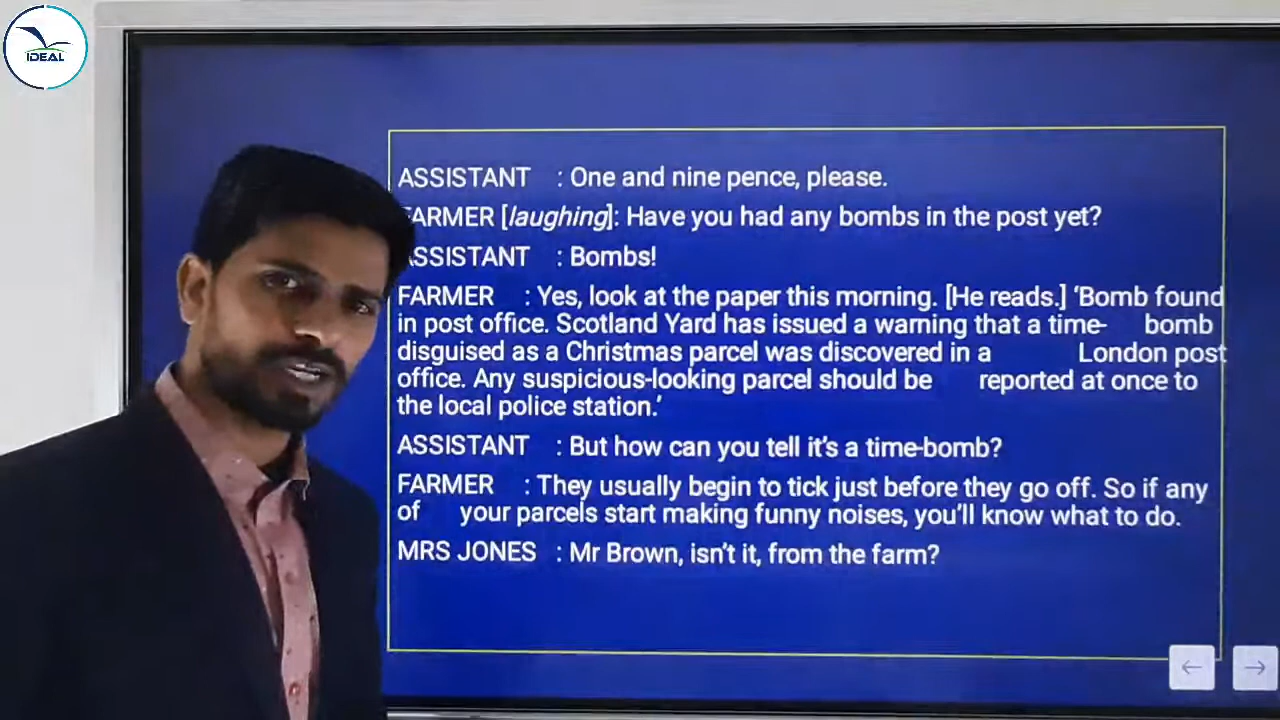 IDEAL
ASSISTANT : One and nine pence, please.
FARMER [laughing]: Have you had any bombs in the post yet?
ASSISTANT : Bombs!
FARMER : Yes, look at the paper this morning. [He reads.] ‘Bomb found
in post office. Scotland Yard has issued a warning that a time- bomb
disguised as a Christmas parcel was discovered in a London post
office. Any suspicious-looking parcel should be reported at once to
the local police station.’
ASSISTANT : But how can you tell it’s a time-bomb?
FARMER : They usually begin to tick just before they go off. So if any
of your parcels start making funny noises, you’ll know what to do.
MRS JONES : Mr Brown, isn’t it, from the farm?